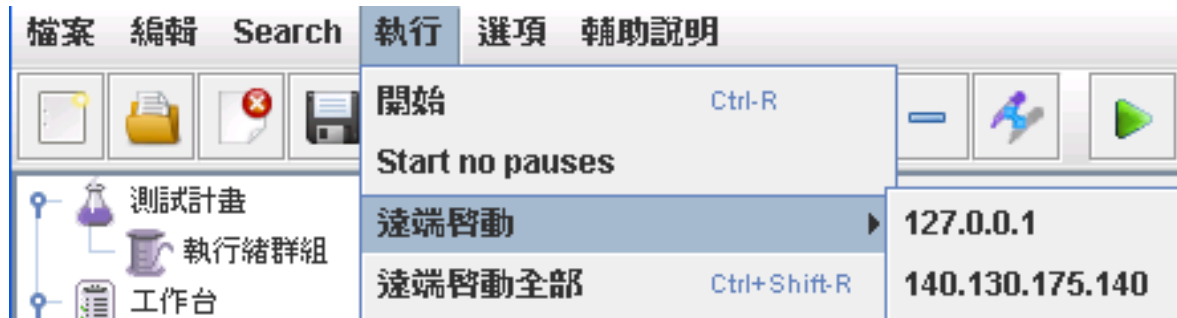 檔案 編輯 Search 執行 選項 輔助說明
開始 Ctrl-R
Start no pauses
遠端啓動
127.0.0.1
遠端啓動全部 Ctrl+Shift-R
140.130.175.140
測試計畫
執行緒群組
工作台